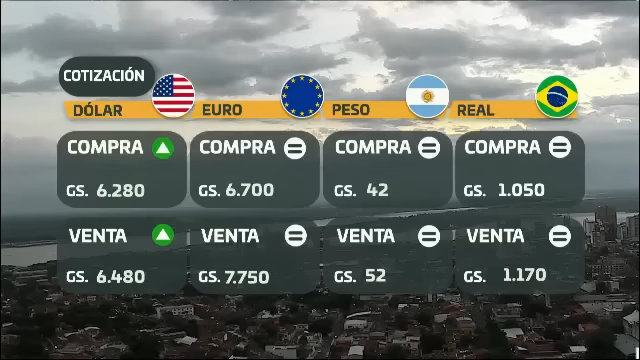 COTIZACIÓN
DÓLAR EURO PESO REAL
COMPRA COMPRA COMPRA COMPRA
GS. 6.280 GS. 6.700 GS. 42 GS. 1.050
VENTA VENTA VENTA VENTA
GS. 6.480 GS. 7.750 GS. 52 GS. 1.170